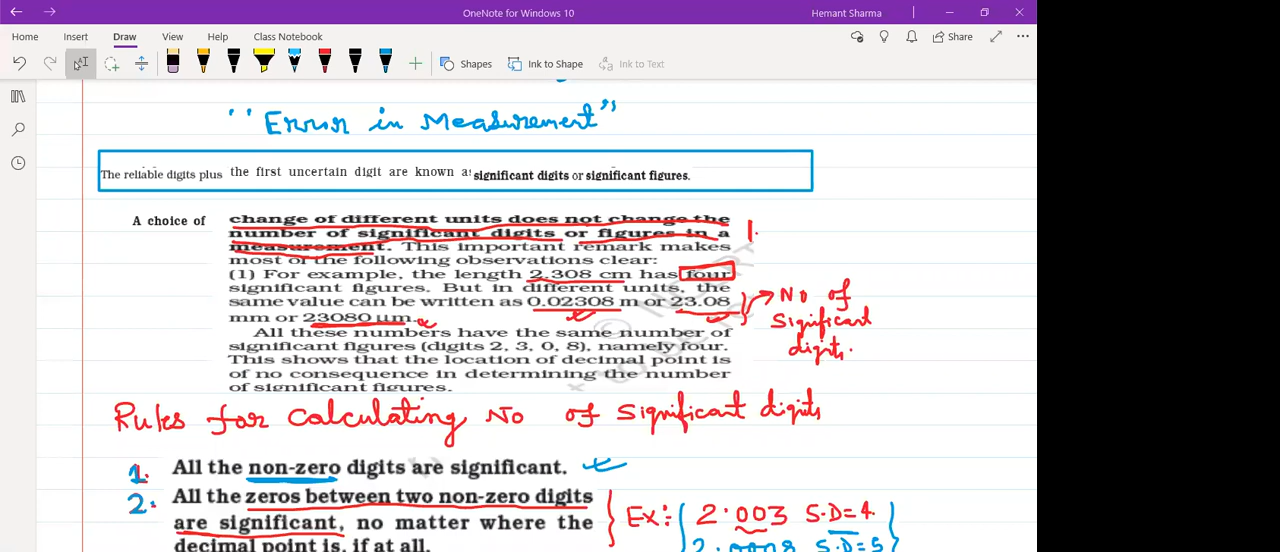 OneNote for Windows 10
Hemant Sharma
Home Insert Draw View Help Class Notebook
Share
Shapes Ink to Shape Ink to Text
"Error in Measurement"
The reliable digits plus the first uncertain digit are known as significant digits or significant figures.
A choice of change of different units does not change the
number of significant digits or figures in a
measurement. This important remark makes
most of the following observations clear:
(1) For example, the length 2.308 cm has four
significant figures. But in different units, the
same value can be written as 0.02308 m or 23.08
mm or 23080 μm.
1.
No of
significant
digits.
All these numbers have the same number of
significant figures (digits 2, 3, 0, 8), namely four.
This shows that the location of decimal point is
of no consequence in determining the number
of significant figures.
Rules for calculating No of significant digits
1. All the non-zero digits are significant.
2. All the zeros between two non-zero digits
are significant, no matter where the
decimal point is, if at all.
Ex: 2.003 S.D=4.
2.0008 S.D=5